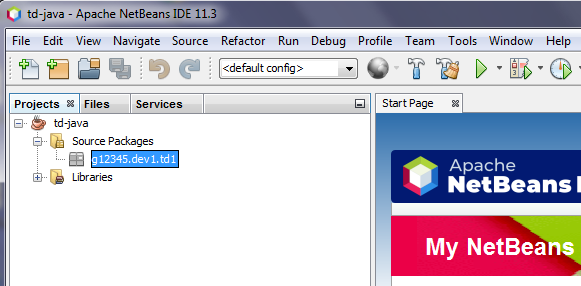 td-java - Apache NetBeans IDE 11.3
File Edit View Navigate Source Refactor Run Debug Profile Team Tools Window Help
<default config>
Projects Files Services Start Page
td-java
Source Packages
g12345.dev1.td1
Libraries
Apache
NetBeans
My NetBeans